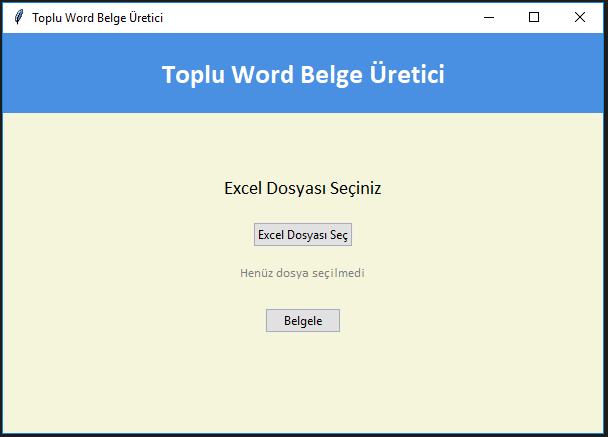 Toplu Word Belge Üretici
Toplu Word Belge Üretici
Excel Dosyası Seçiniz
Excel Dosyası Seç
Henüz dosya seçilmedi
Belgele